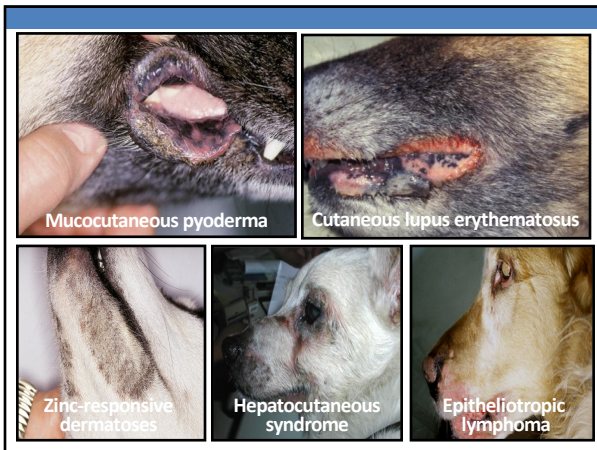 Mucocutaneous pyoderma
Cutaneous lupus erythematosus
Zinc-responsive
dermatoses
Hepatocutaneous
syndrome
Epitheliotropic
lymphoma